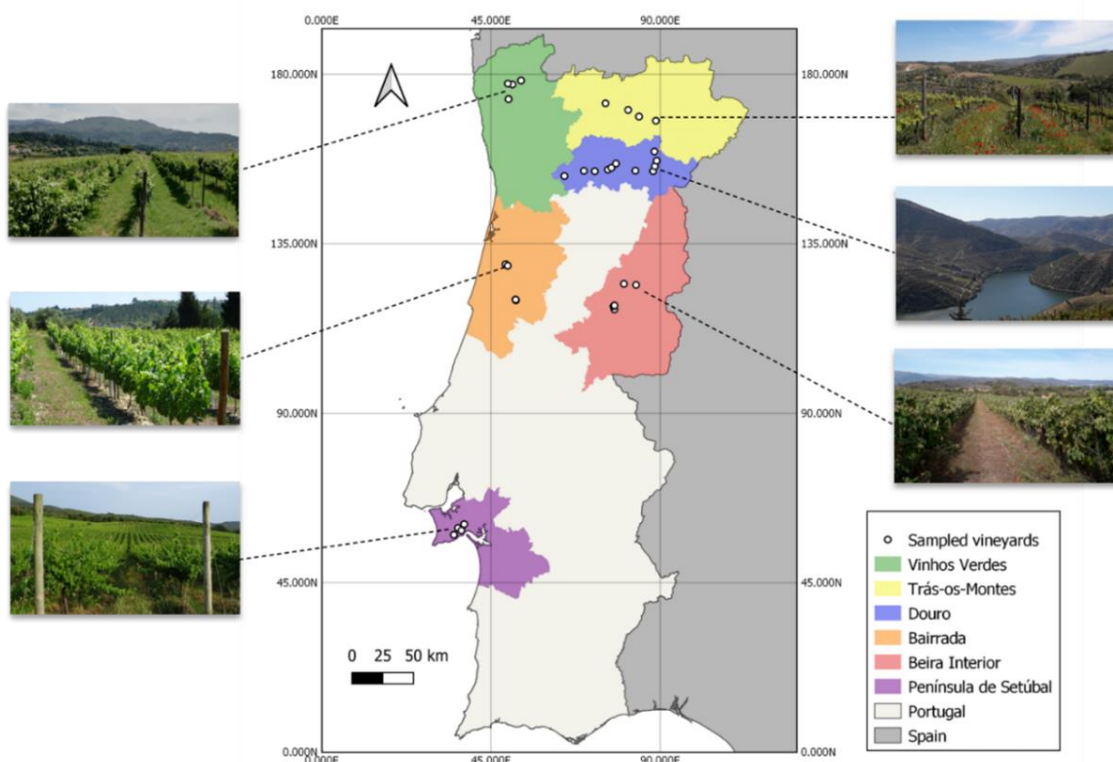 0.000E 45.000E 90.000E
180.000N 180.000N
135.000N 135.000N
90.000N 90.000N
45.000N 45.000N
0 25 50 km
0.000N 0.000N
0.000E 45.000E 90.000E
Sampled vineyards
Vinhos Verdes
Trás-os-Montes
Douro
Bairrada
Beira Interior
Península de Setúbal
Portugal
Spain